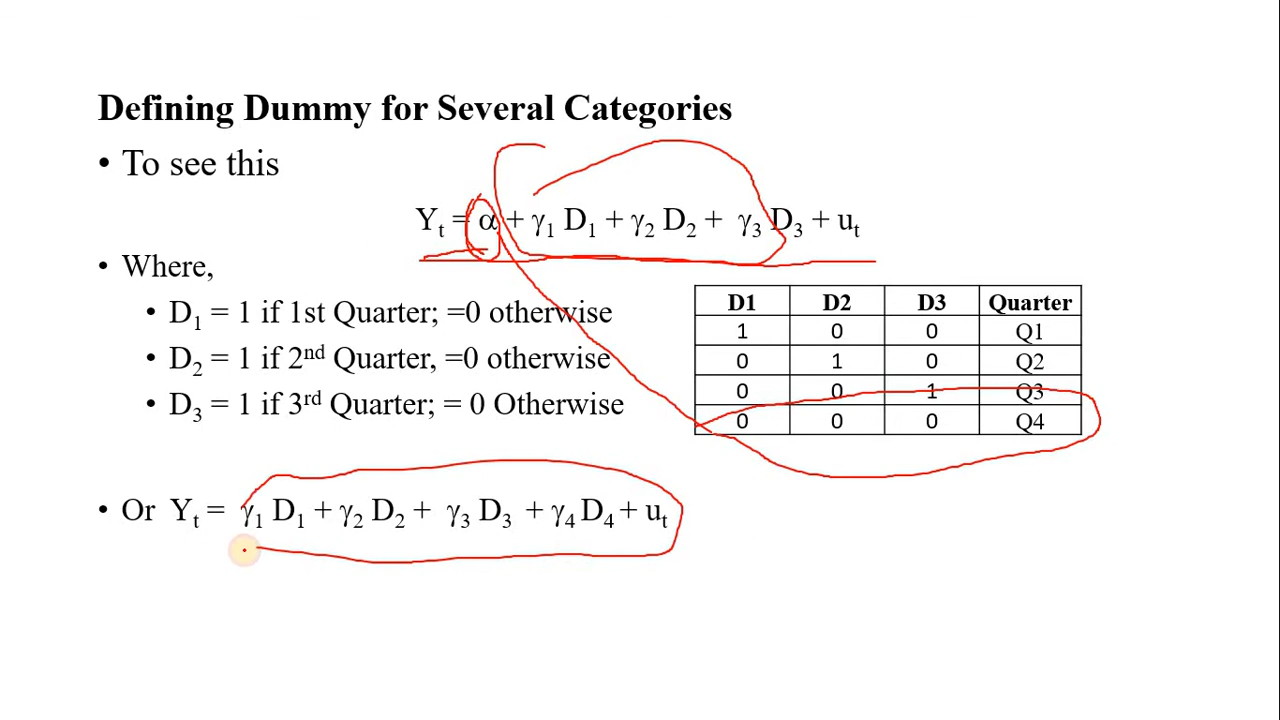 Defining Dummy for Several Categories
• To see this
Yₜ = α + γ₁ D₁ + γ₂ D₂ + γ₃ D₃ + uₜ
• Where,
• D₁ = 1 if 1st Quarter; =0 otherwise
• D₂ = 1 if 2ⁿᵈ Quarter, =0 otherwise
• D₃ = 1 if 3ʳᵈ Quarter; = 0 Otherwise
D1 D2 D3 Quarter
1 0 0 Q1
0 1 0 Q2
0 0 1 Q3
0 0 0 Q4
• Or Yₜ = γ₁ D₁ + γ₂ D₂ + γ₃ D₃ + γ₄ D₄ + uₜ